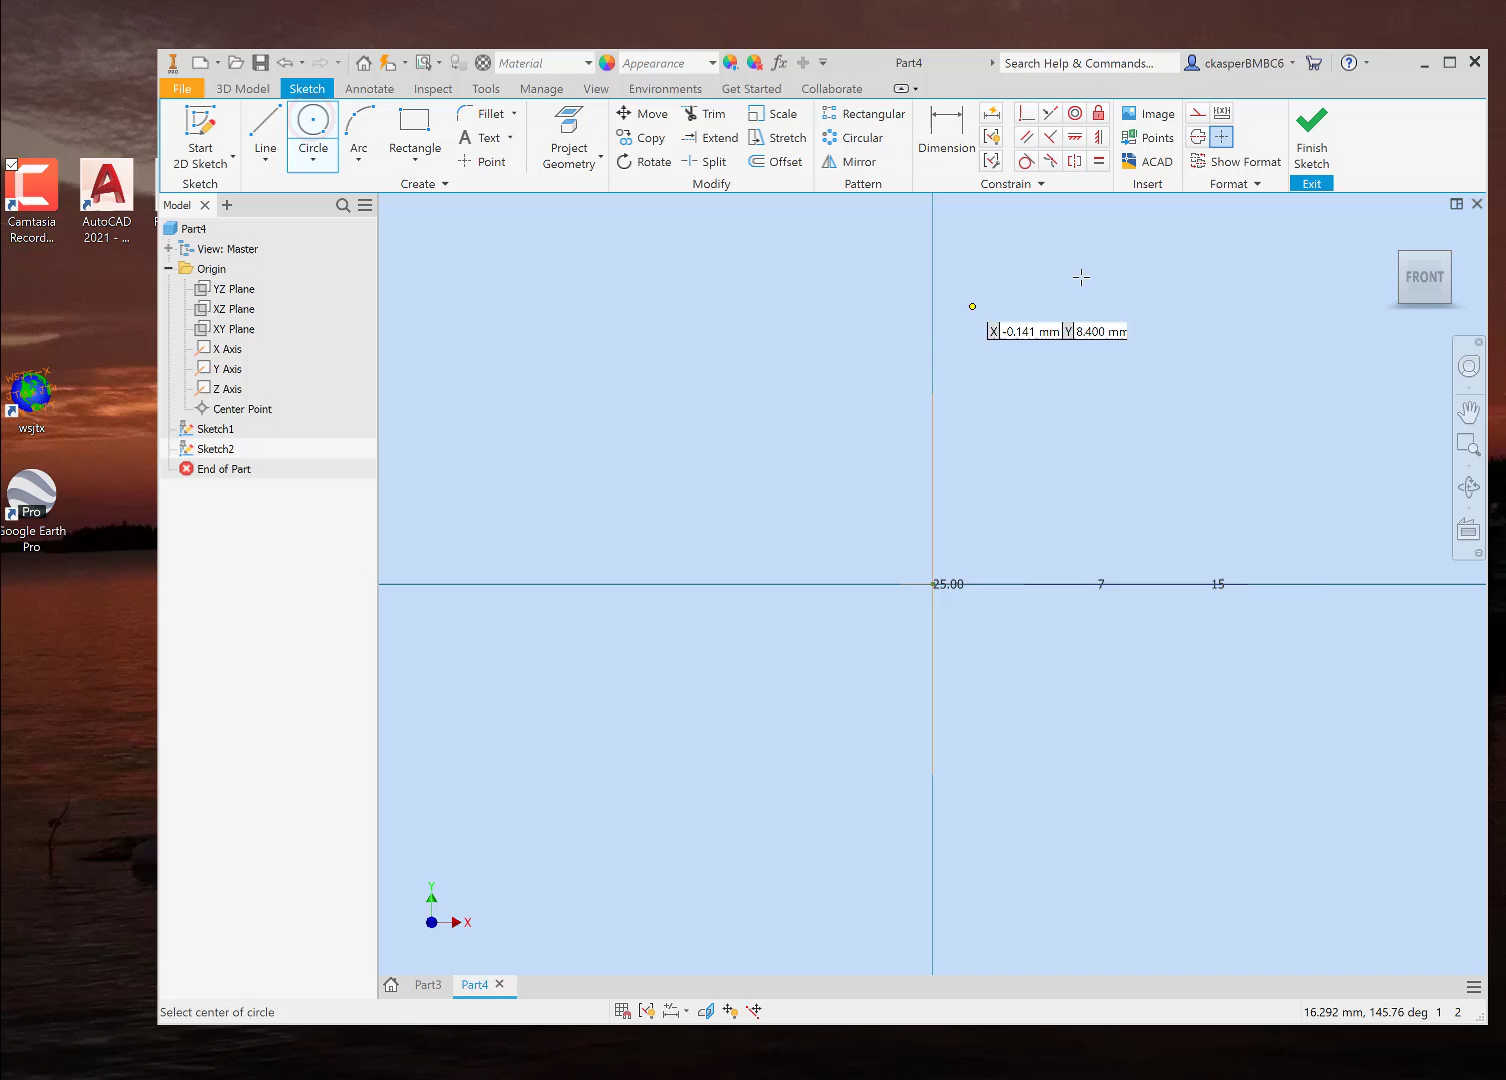 Material
Appearance
Part4
Search Help & Commands...
ckasperBMBC6
PRO
File
3D Model
Sketch
Annotate
Inspect
Tools
Manage
View
Environments
Get Started
Collaborate
Start
2D Sketch
Line
Circle
Arc
Rectangle
Fillet
Text
Point
Project
Geometry
Move
Copy
Rotate
Trim
Extend
Split
Scale
Stretch
Offset
Rectangular
Circular
Mirror
Dimension
Image
Points
ACAD
Show Format
Finish
Sketch
Sketch
Create
Modify
Pattern
Constrain
Insert
Format
Exit
Camtasia
Record...
AutoCAD
2021 - ...
wsjtx
Pro
Google Earth
Pro
Model
Part4
View: Master
Origin
YZ Plane
XZ Plane
XY Plane
X Axis
Y Axis
Z Axis
Center Point
Sketch1
Sketch2
End of Part
FRONT
X -0.141 mm Y 8.400 mm
25.00
7
15
Y
X
Part3
Part4
Select center of circle
16.292 mm, 145.76 deg 1 2